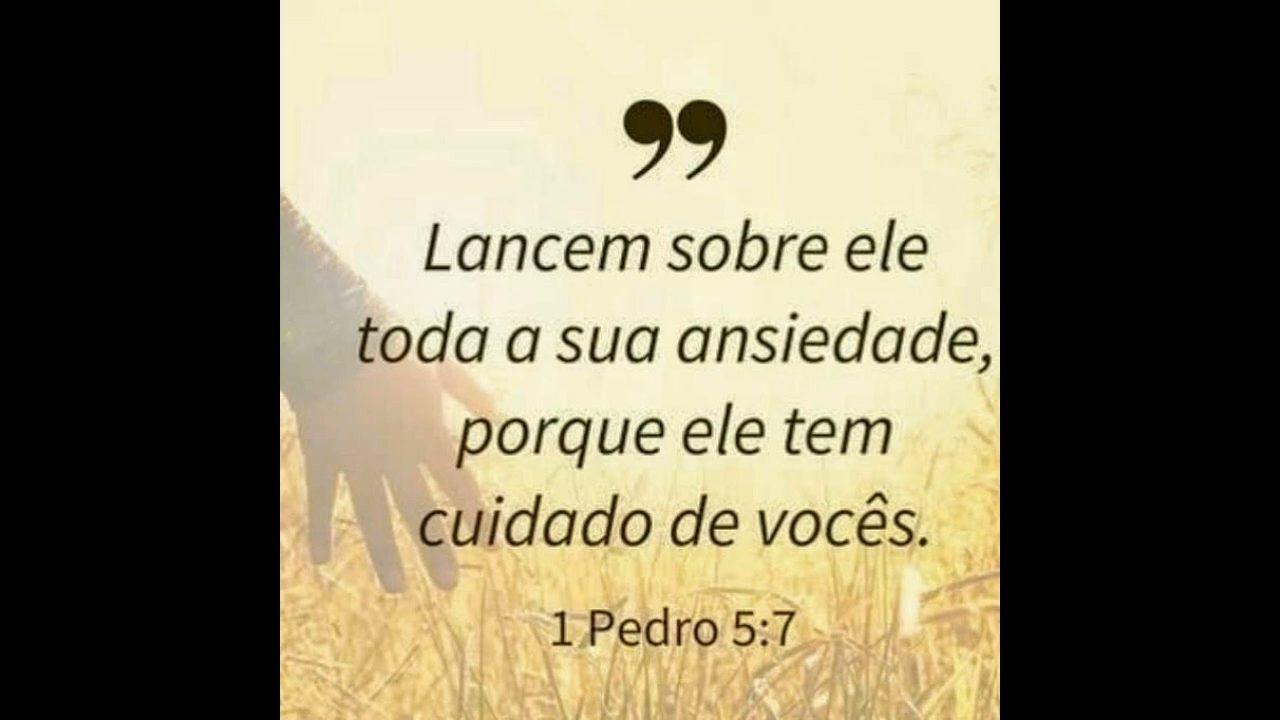 ”
Lancem sobre ele
toda a sua ansiedade,
porque ele tem
cuidado de vocês.
1 Pedro 5:7